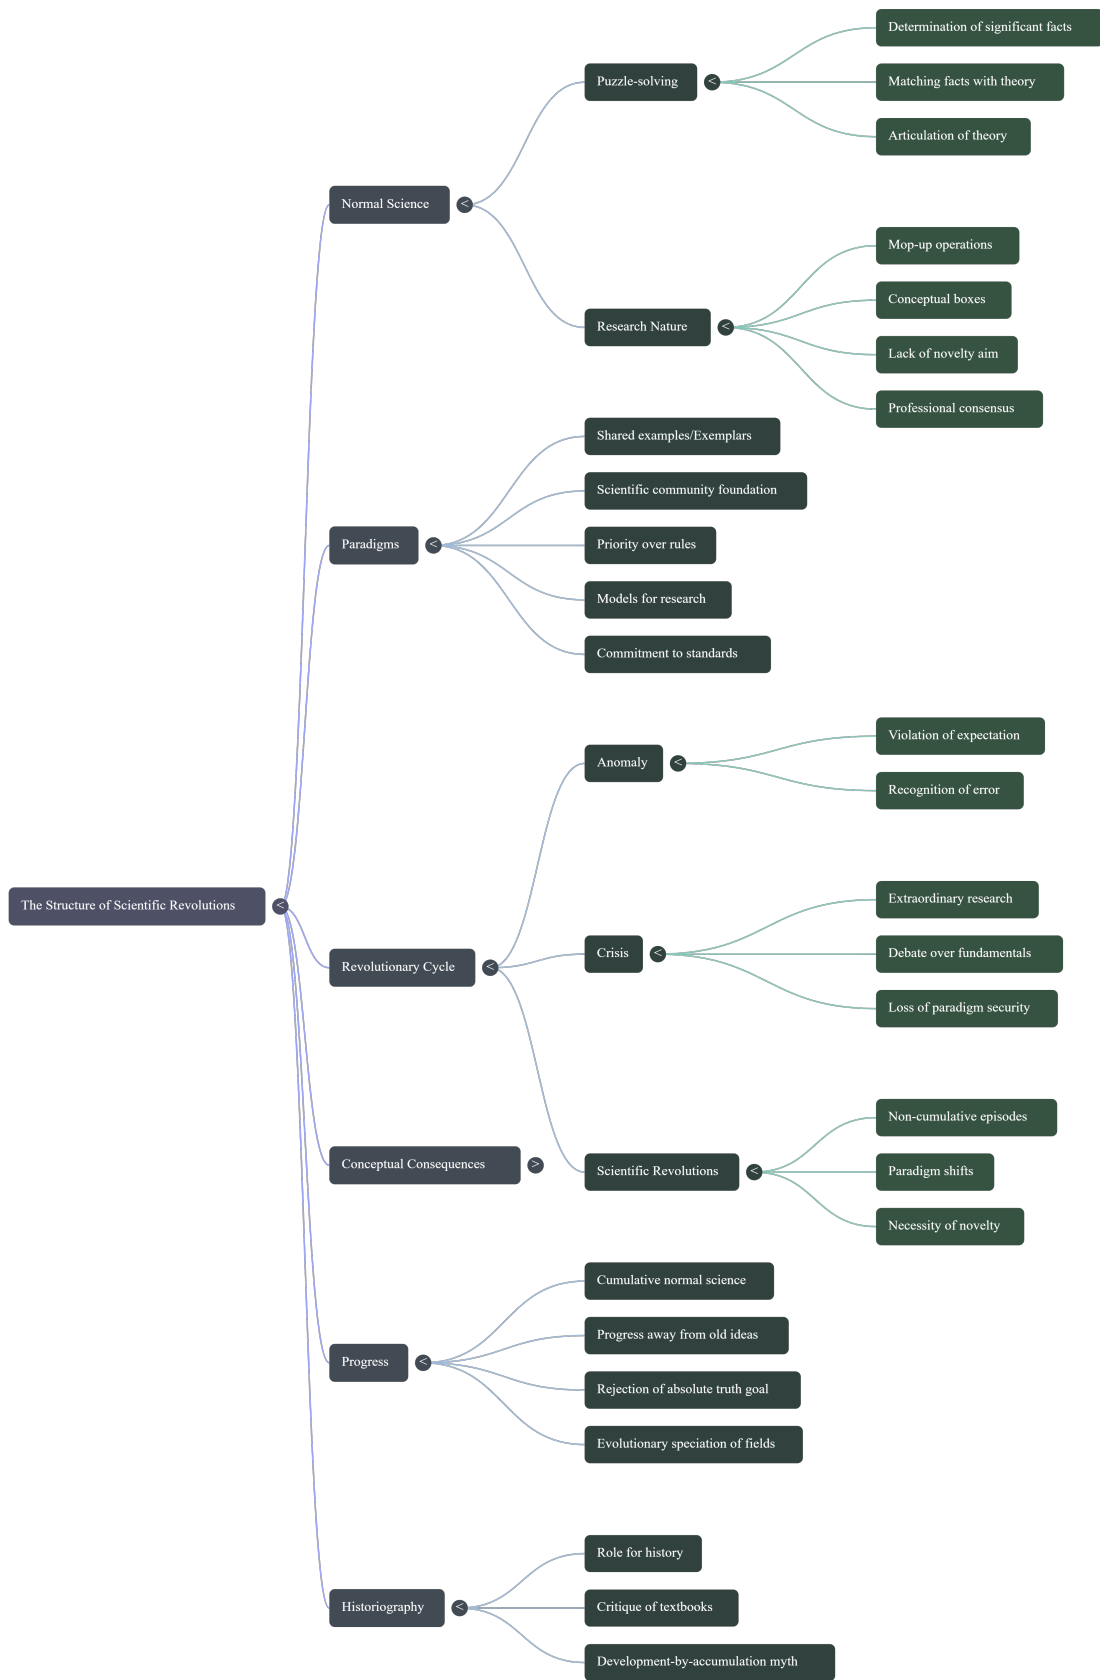 The Structure of Scientific Revolutions
<
Normal Science
<
Puzzle-solving
<
Determination of significant facts
Matching facts with theory
Articulation of theory
Research Nature
<
Mop-up operations
Conceptual boxes
Lack of novelty aim
Professional consensus
Paradigms
<
Shared examples/Exemplars
Scientific community foundation
Priority over rules
Models for research
Commitment to standards
Revolutionary Cycle
<
Anomaly
<
Violation of expectation
Recognition of error
Crisis
<
Extraordinary research
Debate over fundamentals
Loss of paradigm security
Scientific Revolutions
<
Non-cumulative episodes
Paradigm shifts
Necessity of novelty
Conceptual Consequences
>
Progress
<
Cumulative normal science
Progress away from old ideas
Rejection of absolute truth goal
Evolutionary speciation of fields
Historiography
<
Role for history
Critique of textbooks
Development-by-accumulation myth